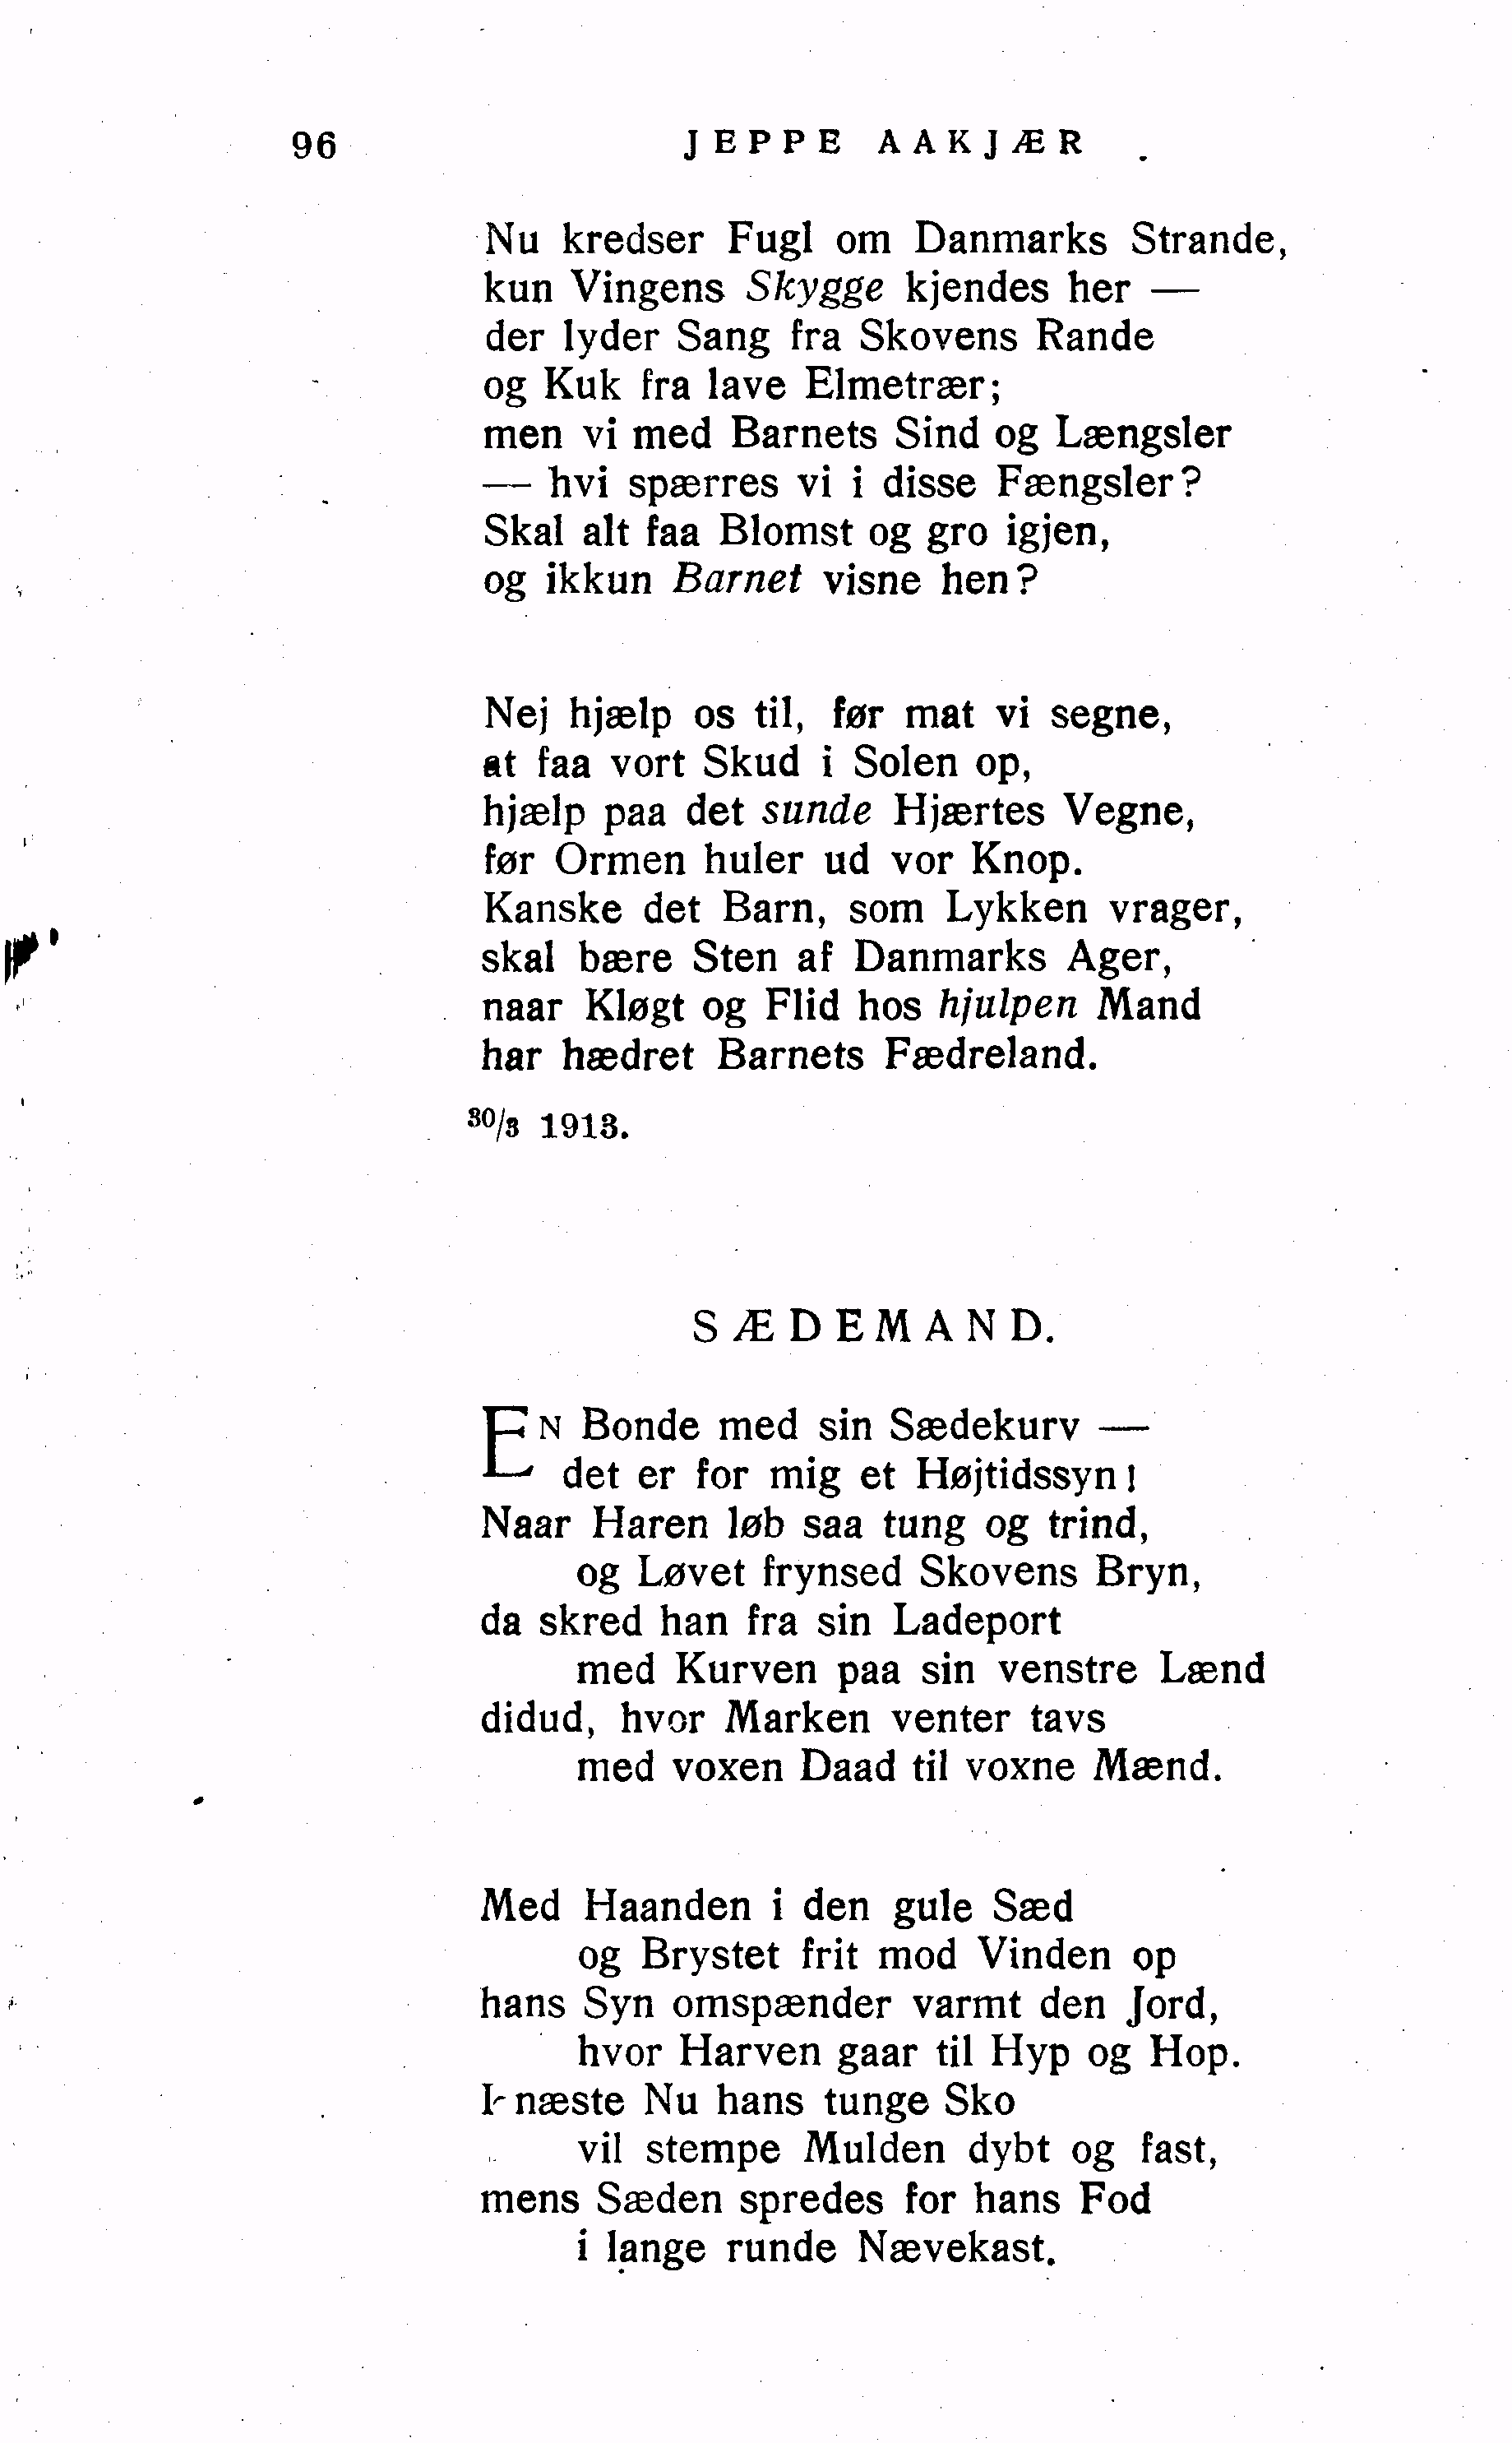 96 JEPPE AAKJÆR
Nu kredser Fugl om Danmarks Strande,
kun Vingens Skygge kjendes her —
der lyder Sang fra Skovens Rande
og Kuk fra lave Elmetrær;
men vi med Barnets Sind og Længsler
— hvi spærres vi i disse Fængsler?
Skal alt faa Blomst og gro igjen,
og ikkun Barnet visne hen?
Nej hjælp os til, før mat vi segne,
at faa vort Skud i Solen op,
hjælp paa det sunde Hjærtes Vegne,
før Ormen huler ud vor Knop.
Kanske det Barn, som Lykken vrager,
skal bære Sten af Danmarks Ager,
naar Kløgt og Flid hos hjulpen Mand
har hædret Barnets Fædreland.
30/3 1913.
SÆDEMAND.
EN Bonde med sin Sædekurv —
det er for mig et Højtidssyn!
Naar Haren løb saa tung og trind,
og Løvet frynsed Skovens Bryn,
da skred han fra sin Ladeport
med Kurven paa sin venstre Lænd
didud, hvor Marken venter tavs
med voxen Daad til voxne Mænd.
Med Haanden i den gule Sæd
og Brystet frit mod Vinden op
hans Syn omspænder varmt den Jord,
hvor Harven gaar til Hyp og Hop.
I næste Nu hans tunge Sko
vil stempe Mulden dybt og fast,
mens Sæden spredes for hans Fod
i lange runde Nævekast.